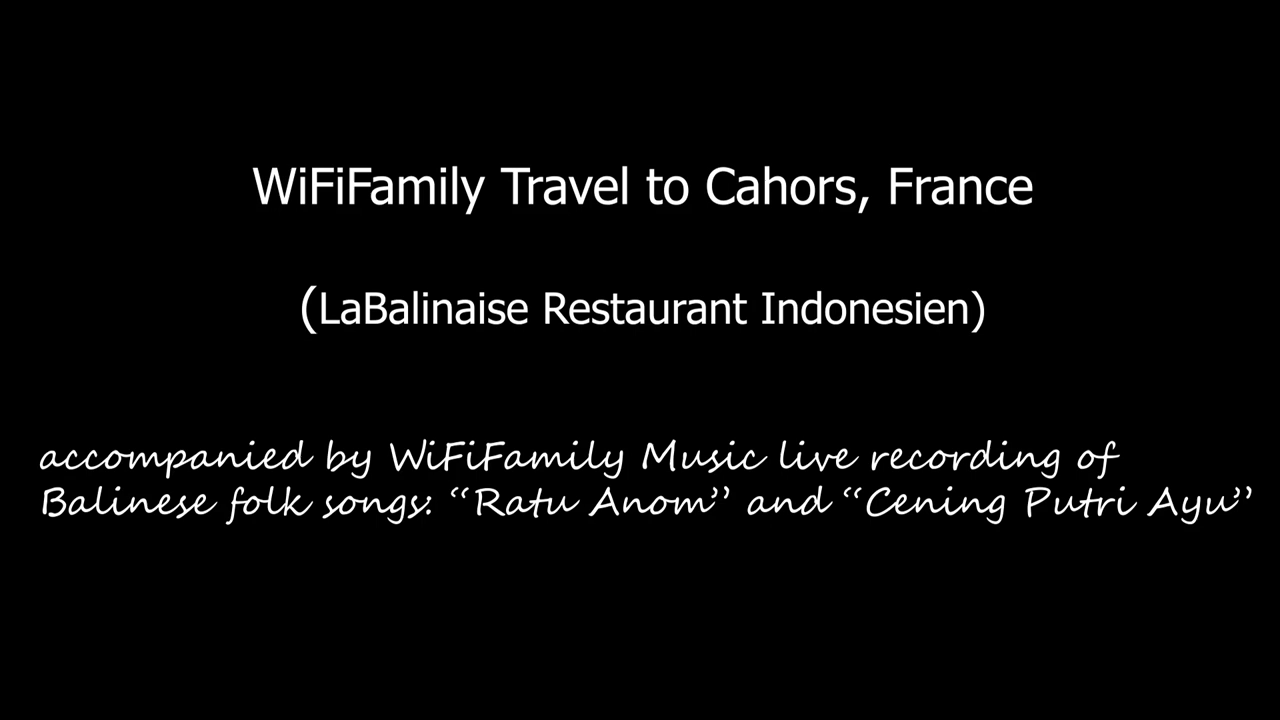 WiFiFamily Travel to Cahors, France
(LaBalinaise Restaurant Indonesien)
accompanied by WiFiFamily Music live recording of
Balinese folk songs: “Ratu Anom” and “Cening Putri Ayu”